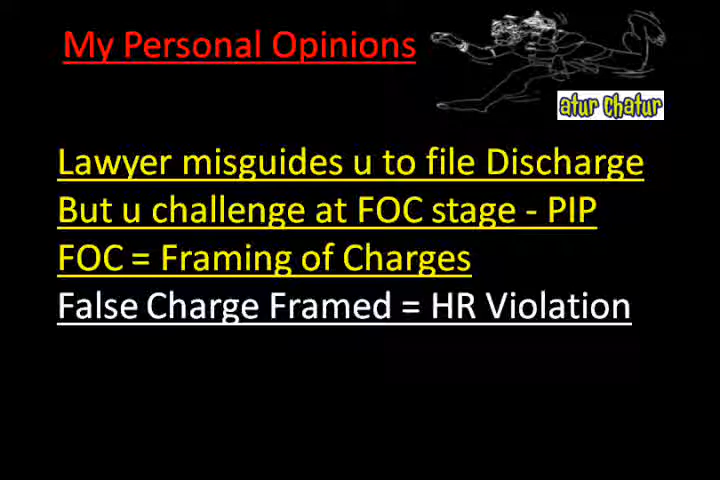 My Personal Opinions
atur chatur
Lawyer misguides u to file Discharge
But u challenge at FOC stage - PIP
FOC = Framing of Charges
False Charge Framed = HR Violation